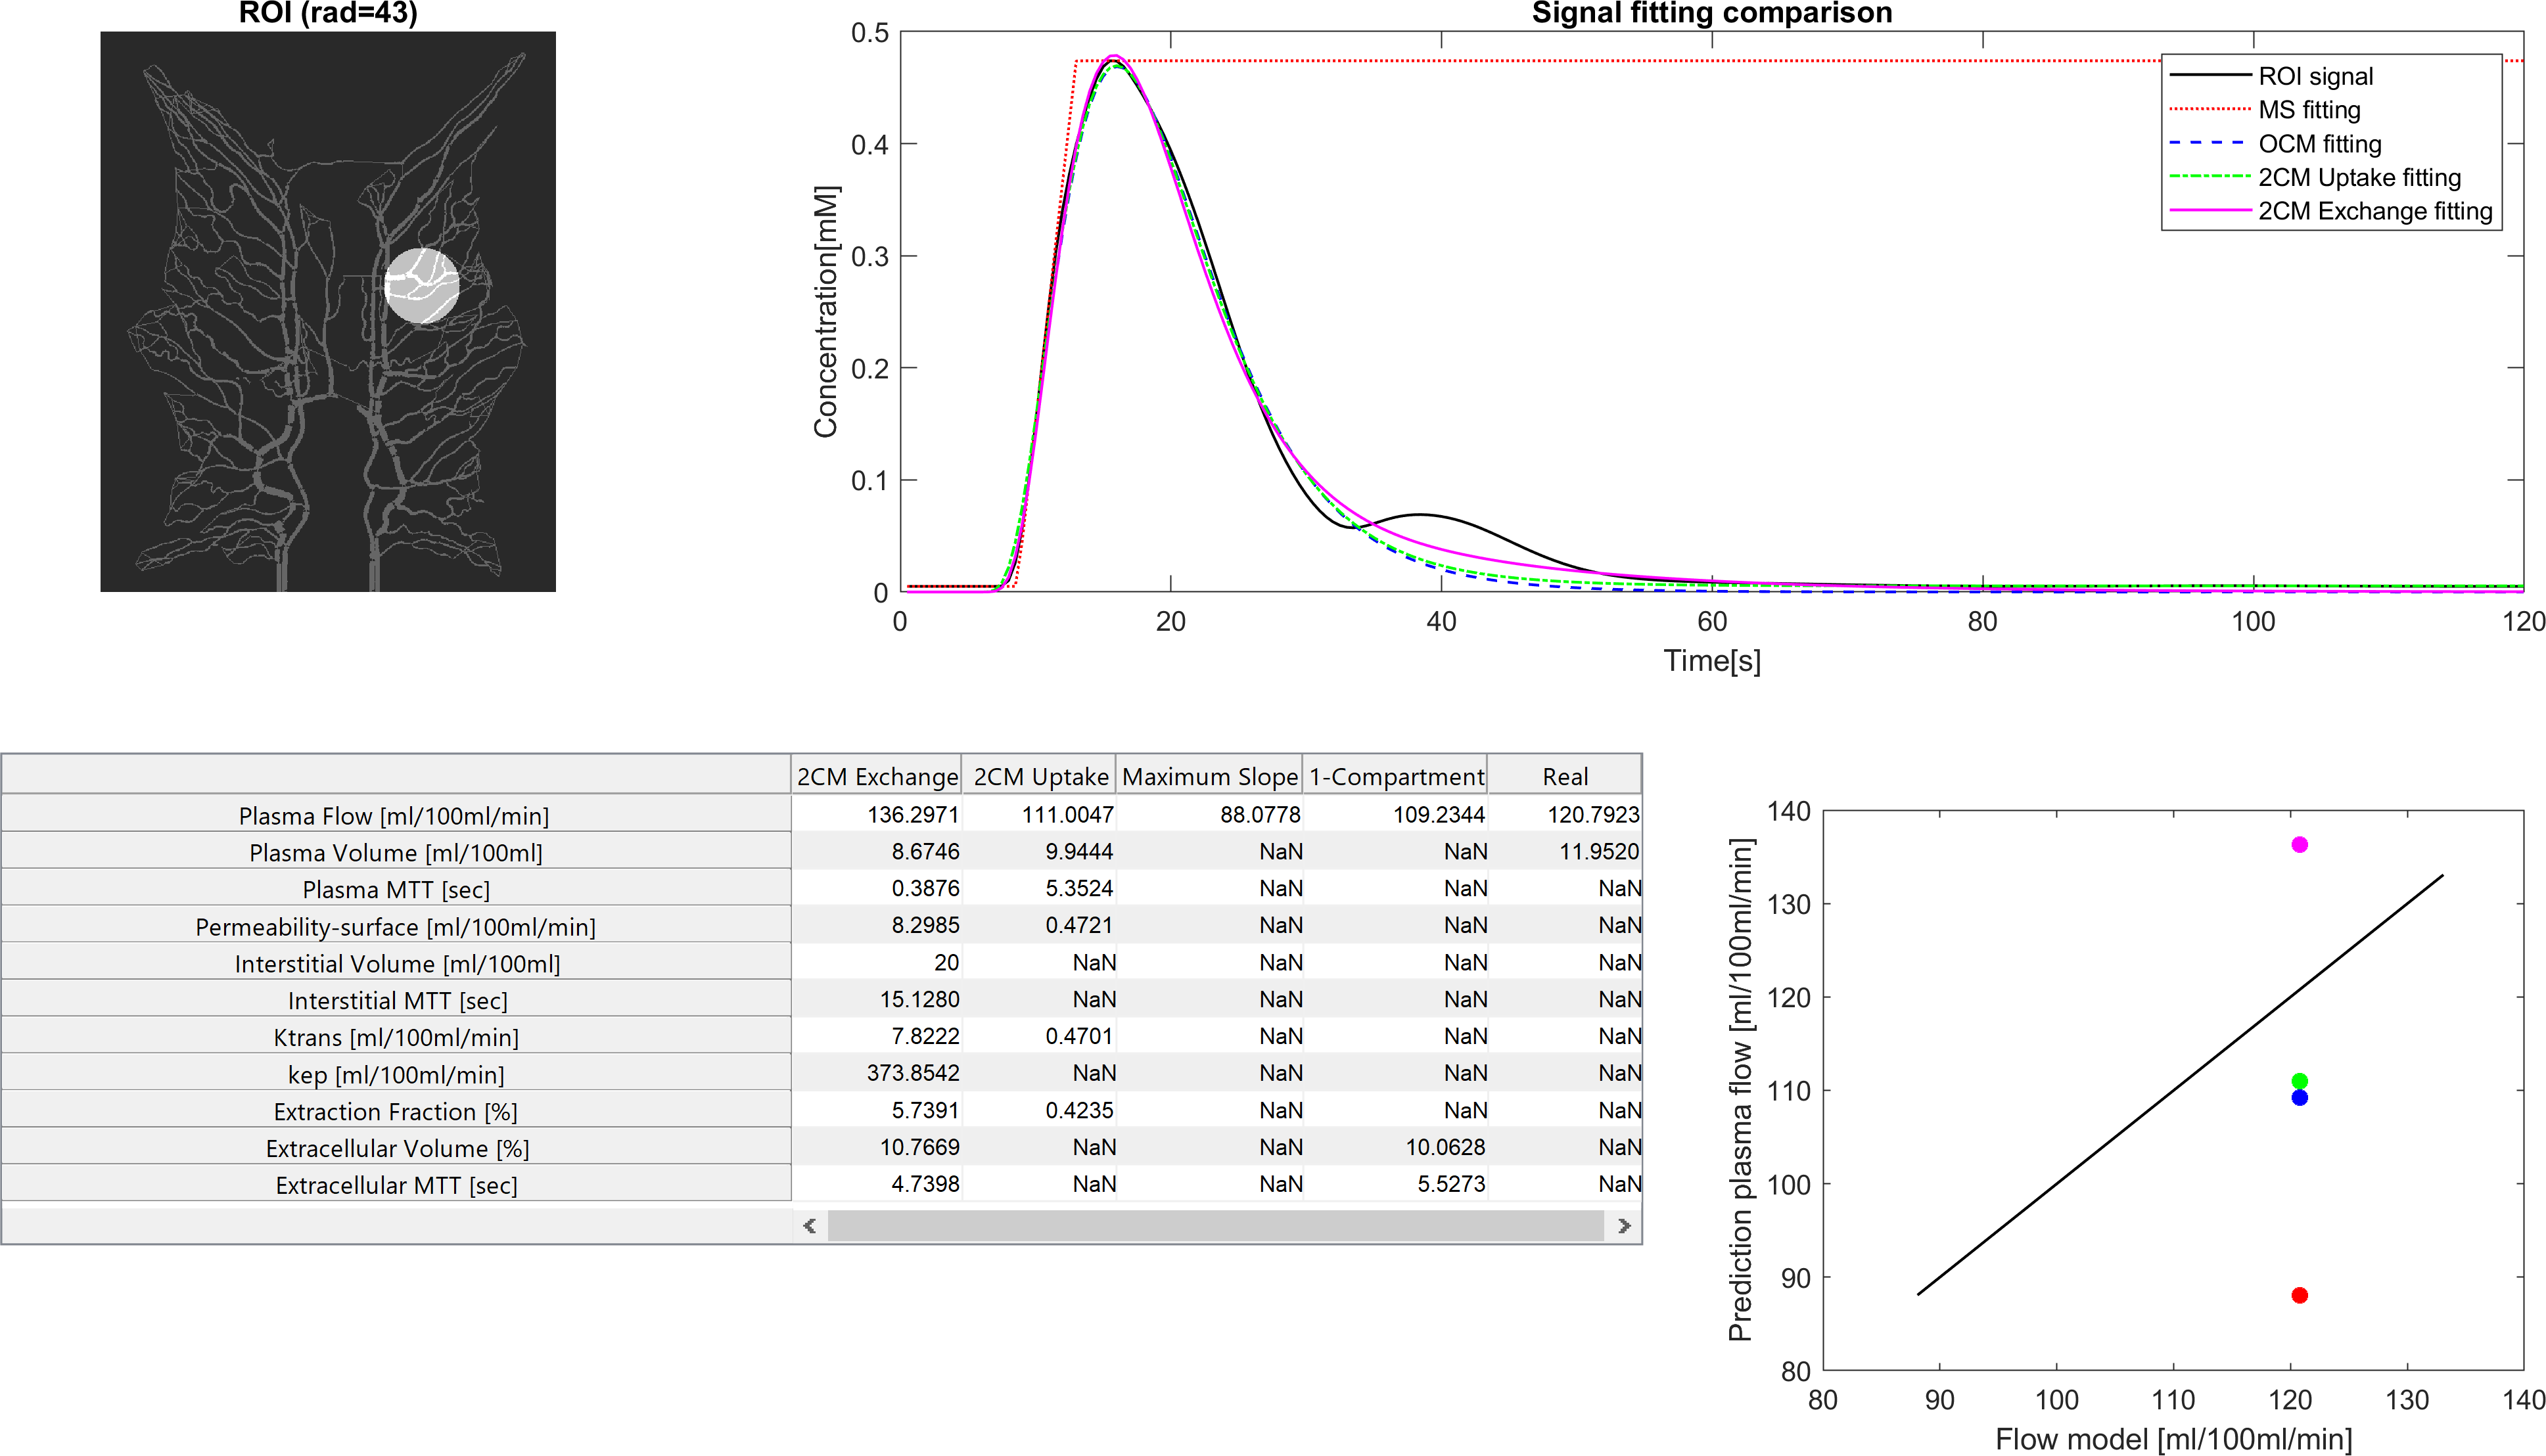 ROI (rad=43)
Signal fitting comparison
Concentration[mM]
0.5
0.4
0.3
0.2
0.1
0
0 20 40 60 80 100 120
Time[s]
ROI signal
MS fitting
OCM fitting
2CM Uptake fitting
2CM Exchange fitting
2CM Exchange 2CM Uptake Maximum Slope 1-Compartment Real
Plasma Flow [ml/100ml/min] 136.2971 111.0047 88.0778 109.2344 120.7923
Plasma Volume [ml/100ml] 8.6746 9.9444 NaN NaN 11.9520
Plasma MTT [sec] 0.3876 5.3524 NaN NaN NaN
Permeability-surface [ml/100ml/min] 8.2985 0.4721 NaN NaN NaN
Interstitial Volume [ml/100ml] 20 NaN NaN NaN NaN
Interstitial MTT [sec] 15.1280 NaN NaN NaN NaN
Ktrans [ml/100ml/min] 7.8222 0.4701 NaN NaN NaN
kep [ml/100ml/min] 373.8542 NaN NaN NaN NaN
Extraction Fraction [%] 5.7391 0.4235 NaN NaN NaN
Extracellular Volume [%] 10.7669 NaN NaN 10.0628 NaN
Extracellular MTT [sec] 4.7398 NaN NaN 5.5273 NaN
Prediction plasma flow [ml/100ml/min]
140
130
120
110
100
90
80
80 90 100 110 120 130 140
Flow model [ml/100ml/min]